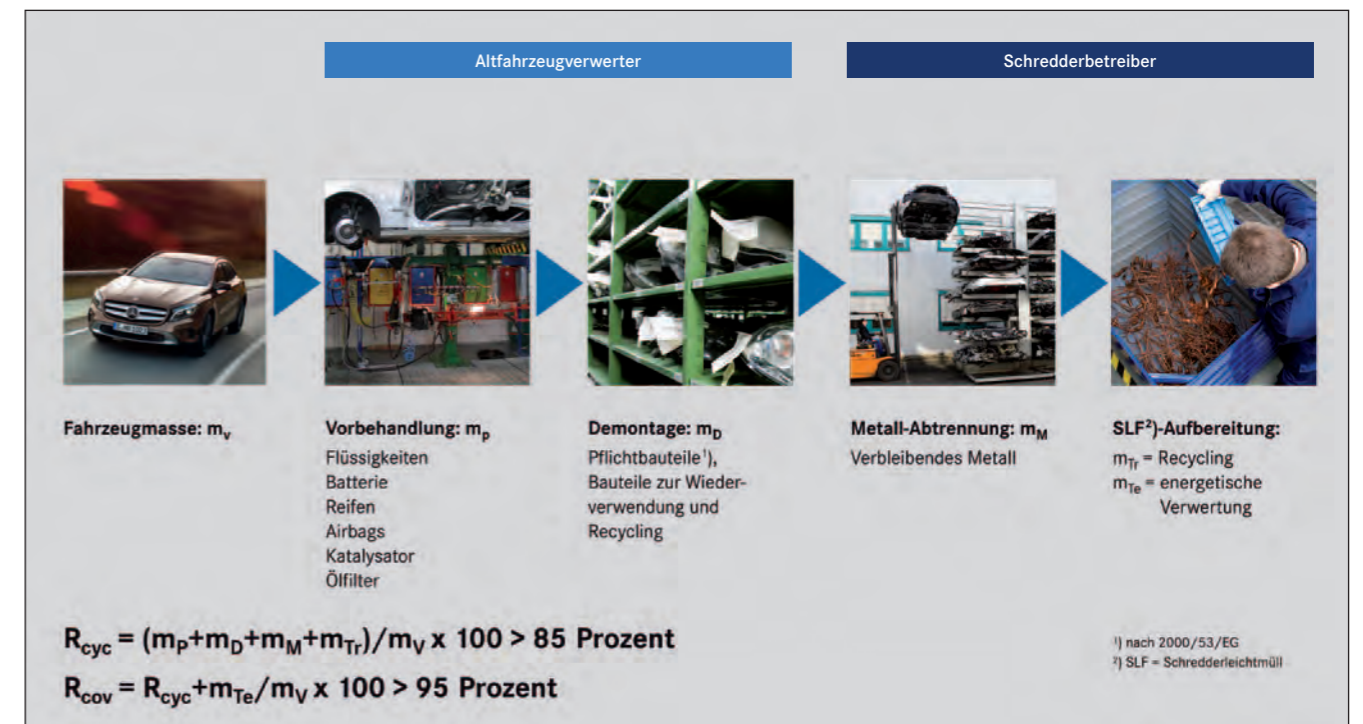 Altfahrzeugverwerter
Schredderbetreiber
Fahrzeugmasse: mv
Vorbehandlung: mp
Flüssigkeiten
Batterie
Reifen
Airbags
Katalysator
Ölfilter
Demontage: mD
Pflichtbauteile¹),
Bauteile zur Wieder-
verwendung und
Recycling
Metall-Abtrennung: mM
Verbleibendes Metall
SLF²)-Aufbereitung:
mTr = Recycling
mTe = energetische
Verwertung
Rcyc = (mP+mD+mM+mTr)/mV x 100 > 85 Prozent
Rcov = Rcyc+mTe/mV x 100 > 95 Prozent
¹) nach 2000/53/EG
²) SLF = Schredderleichtmüll